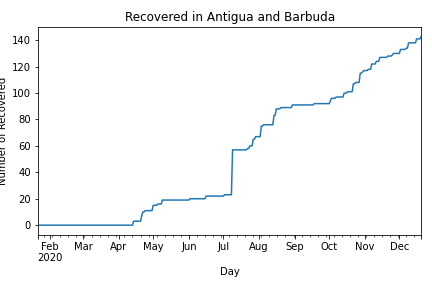 Recovered in Antigua and Barbuda
140
120
100
80
60
40
20
0
Number of Recovered
Feb Mar Apr May Jun Jul Aug Sep Oct Nov Dec
2020
Day